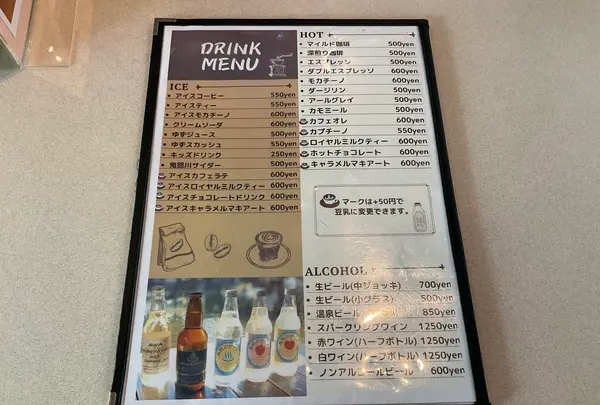 DRINK
MENU
ICE
• アイスコーヒー 550yen
• アイスティー 550yen
• アイスモカチーノ 600yen
• クリームソーダ 600yen
• ゆずジュース 500yen
• ゆずスカッシュ 550yen
• キッズドリンク 250yen
• 鬼怒川サイダー 500yen
アイスカフェラテ 600yen
アイスロイヤルミルクティー 600yen
アイスチョコレートドリンク 600yen
アイスキャラメルマキアート 600yen
HOT
• マイルド珈琲 500yen
• 深煎り珈琲 500yen
• エスプレッソ 500yen
• ダブルエスプレッソ 600yen
• モカチーノ 600yen
• ダージリン 500yen
• アールグレイ 500yen
• カモミール 500yen
カフェオレ 600yen
カプチーノ 550yen
ロイヤルミルクティー 600yen
ホットチョコレート 600yen
キャラメルマキアート 600yen
マークは+50円で
豆乳に変更できます。
ALCOHOL
• 生ビール(中ジョッキ) 700yen
• 生ビール(小グラス) 500yen
• 温泉ビール 850yen
• スパークリングワイン 1250yen
• 赤ワイン(ハーフボトル) 1250yen
• 白ワイン(ハーフボトル) 1250yen
• ノンアルコールビール 600yen